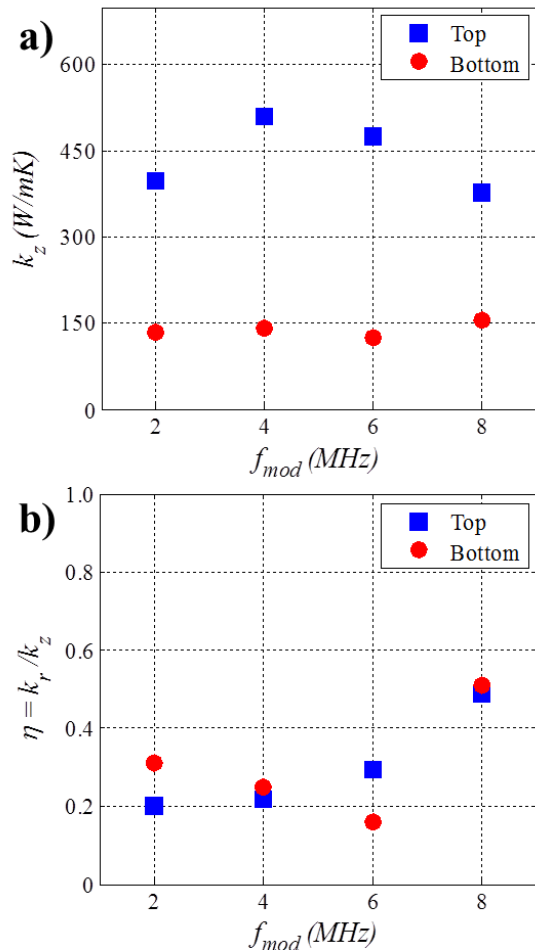 a)
Top
Bottom
600
450
300
150
0
k_z (W/mK)
2 4 6 8
f_mod (MHz)
b)
Top
Bottom
1.0
0.8
0.6
0.4
0.2
0
η = k_r/k_z
2 4 6 8
f_mod (MHz)